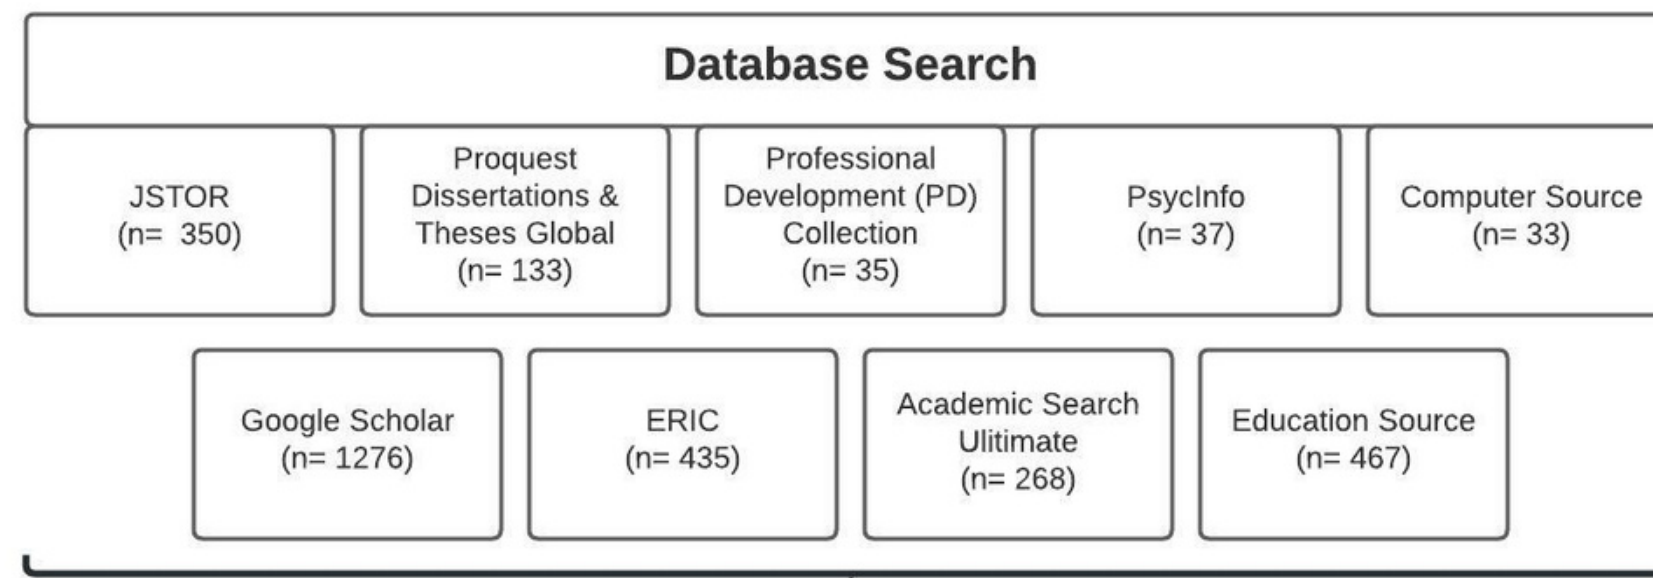 Database Search
JSTOR
(n=  350)
Proquest
Dissertations &
Theses Global
(n= 133)
Professional
Development (PD)
Collection
(n= 35)
PsycInfo
(n= 37)
Computer Source
(n= 33)
Google Scholar
(n= 1276)
ERIC
(n= 435)
Academic Search
Ulitimate
(n= 268)
Education Source
(n= 467)